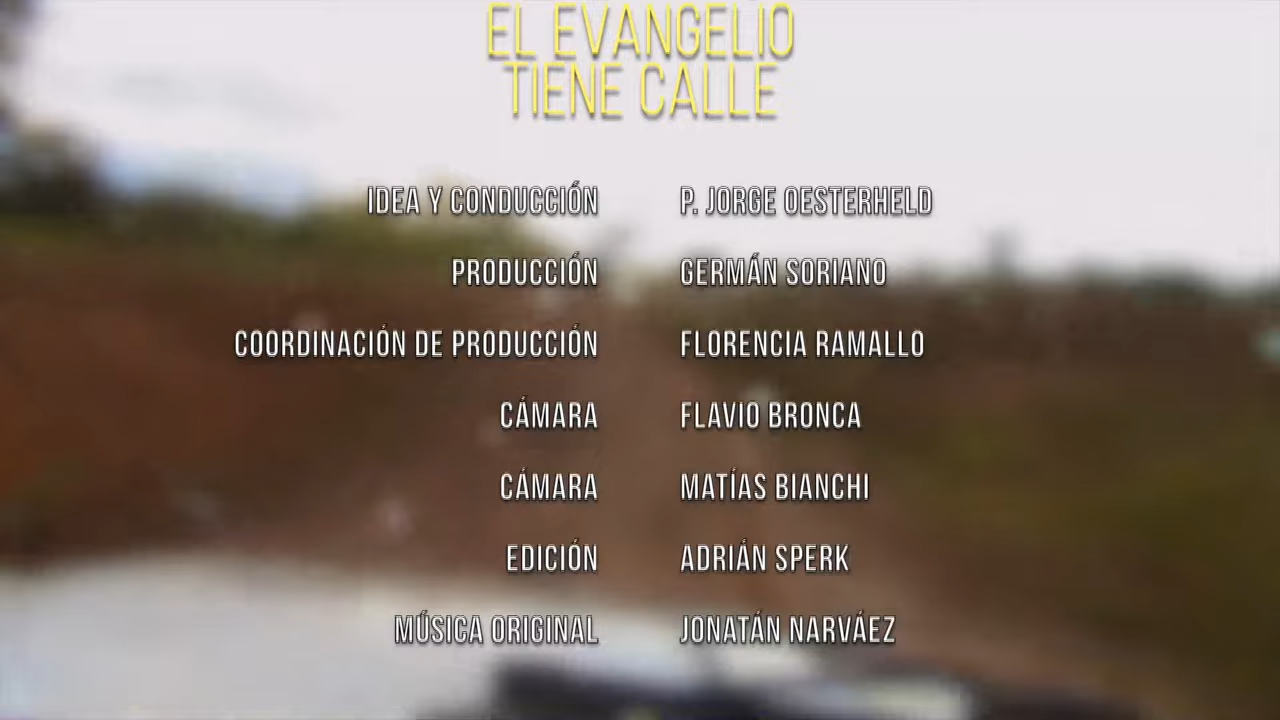 EL EVANGELIO
TIENE CALLE
IDEA Y CONDUCCIÓN P. JORGE OESTERHELD
PRODUCCIÓN GERMÁN SORIANO
COORDINACIÓN DE PRODUCCIÓN FLORENCIA RAMALLO
CÁMARA FLAVIO BRONCA
CÁMARA MATÍAS BIANCHI
EDICIÓN ADRIÁN SPERK
MÚSICA ORIGINAL JONATÁN NARVÁEZ